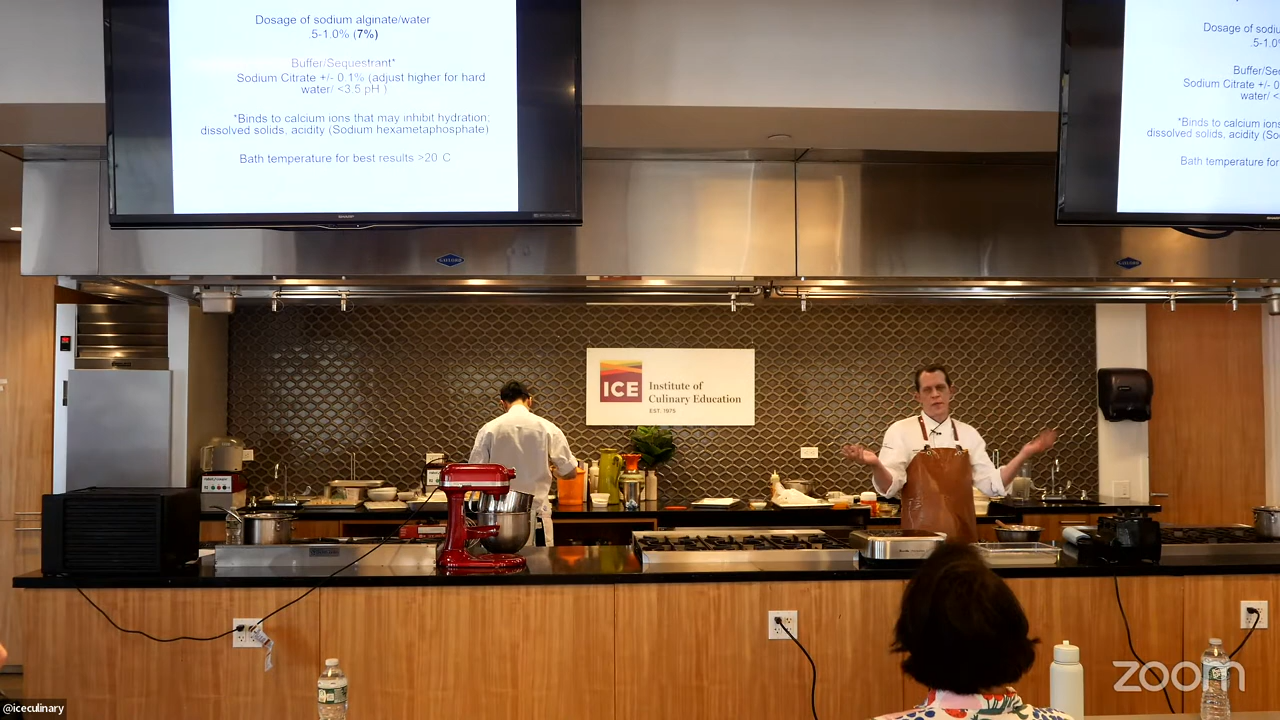 Dosage of sodium alginate/water
.5-1.0% (7%)
Buffer/Sequestrant*
Sodium Citrate +/- 0.1% (adjust higher for hard
water/ <3.5 pH )
*Binds to calcium ions that may inhibit hydration;
dissolved solids, acidity (Sodium hexametaphosphate)
Bath temperature for best results >20 C
SHARP
Dosage of sodiu
.5-1.0%
Buffer/Seq
Sodium Citrate +/- 0
water/ <
*Binds to calcium ions
dissolved solids, acidity (So
Bath temperature for
ICE
Institute of
Culinary Education
EST. 1975
zoom
@iceculinary